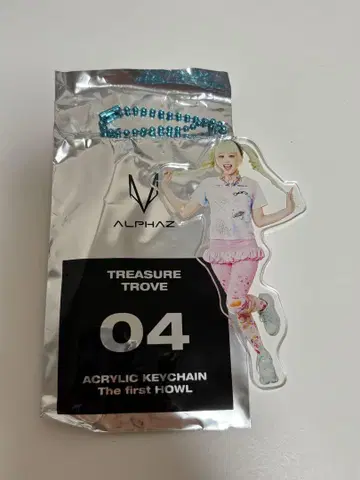 ALPHAZ
TREASURE
TROVE
04
ACRYLIC KEYCHAIN
The first HOWL